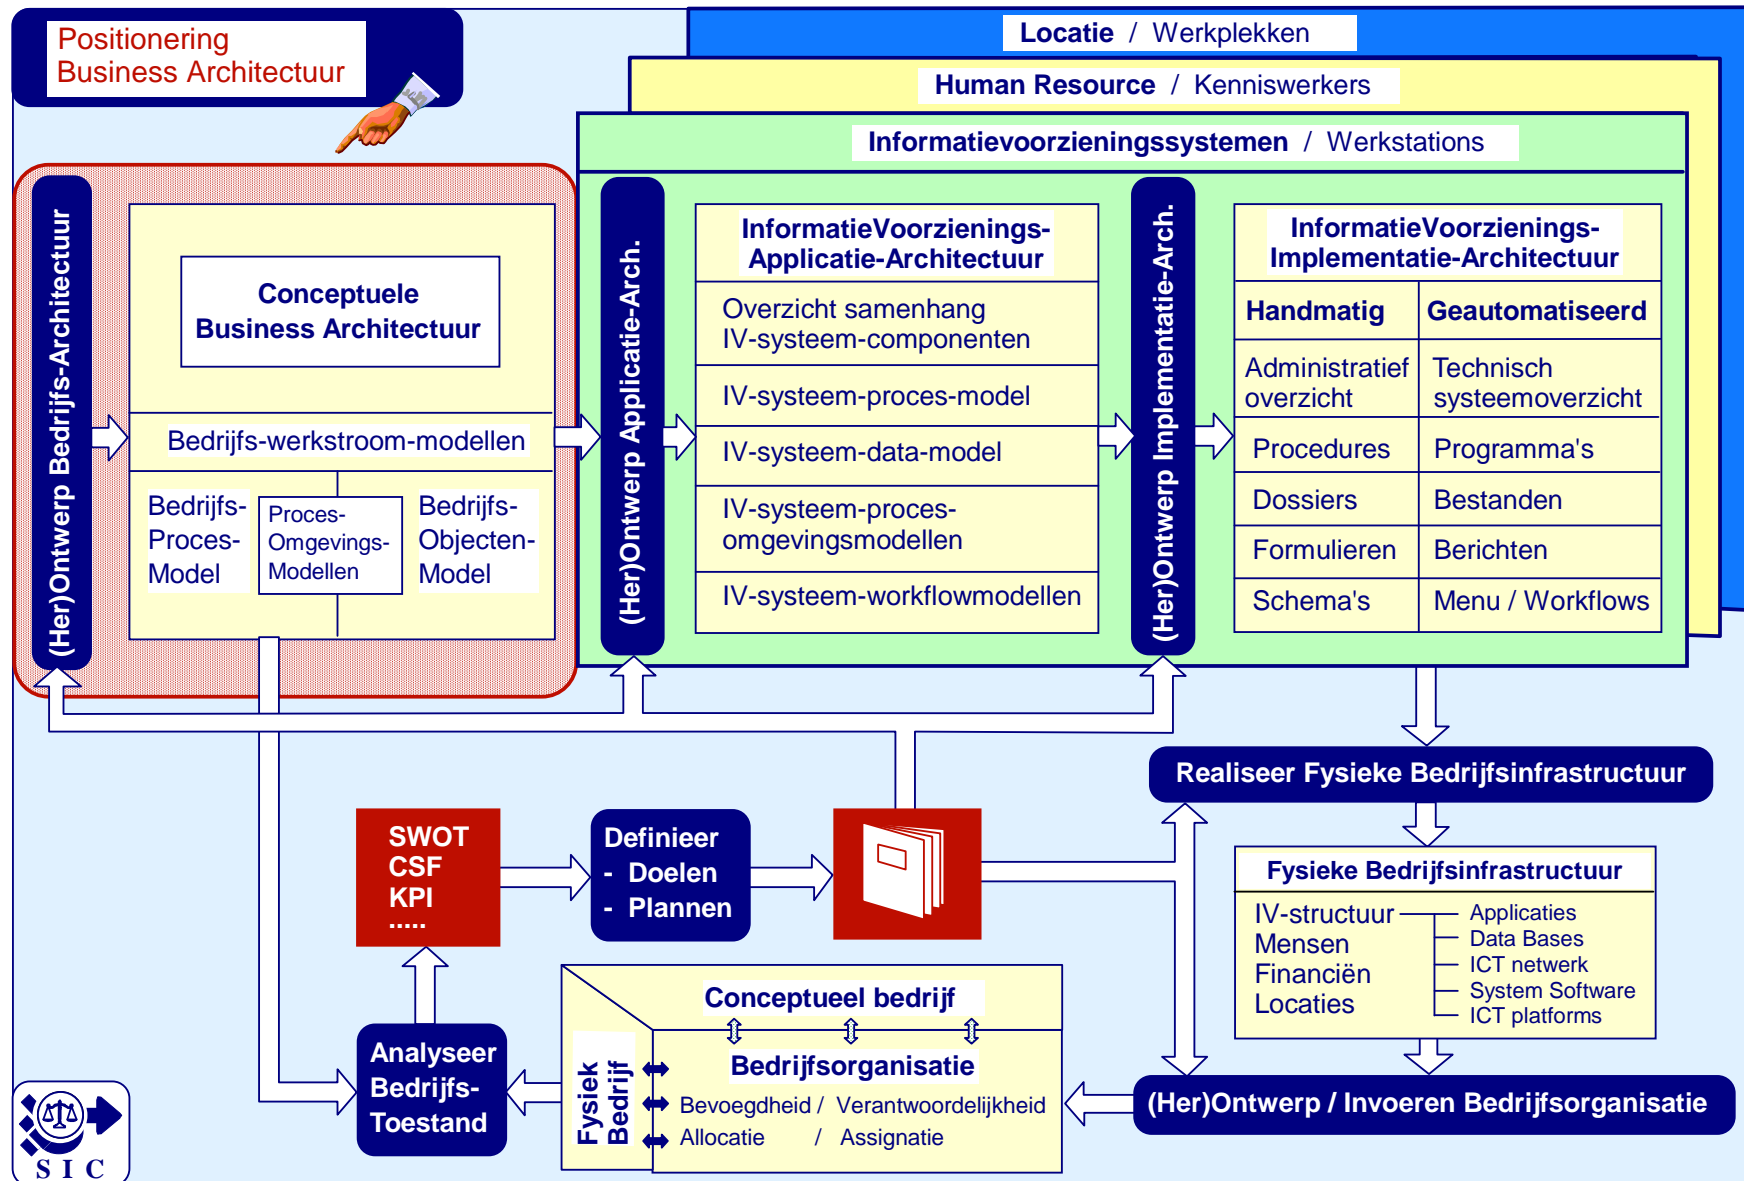 Positionering
Business Architectuur
Locatie / Werkplekken
Human Resource / Kenniswerkers
Informatievoorzieningssystemen / Werkstations
(Her)Ontwerp Bedrijfs-Architectuur
Conceptuele
Business Architectuur
Bedrijfs-werkstroom-modellen
Bedrijfs-
Proces-
Model
Proces-
Omgevings-
Modellen
Bedrijfs-
Objecten-
Model
(Her)Ontwerp Applicatie-Arch.
InformatieVoorzienings-
Applicatie-Architectuur
Overzicht samenhang
IV-systeem-componenten
IV-systeem-proces-model
IV-systeem-data-model
IV-systeem-proces-
omgevingsmodellen
IV-systeem-workflowmodellen
(Her)Ontwerp Implementatie-Arch.
InformatieVoorzienings-
Implementatie-Architectuur
Handmatig Geautomatiseerd
Administratief
overzicht
Technisch
systeemoverzicht
Procedures Programma's
Dossiers Bestanden
Formulieren Berichten
Schema's Menu / Workflows
Realiseer Fysieke Bedrijfsinfrastructuur
SWOT
CSF
KPI
.....
Definieer
- Doelen
- Plannen
Fysieke Bedrijfsinfrastructuur
IV-structuur
Mensen
Financiën
Locaties
Applicaties
Data Bases
ICT netwerk
System Software
ICT platforms
Analyseer
Bedrijfs-
Toestand
Conceptueel bedrijf
Fysiek
Bedrijf
Bedrijfsorganisatie
Bevoegdheid / Verantwoordelijkheid
Allocatie / Assignatie
(Her)Ontwerp / Invoeren Bedrijfsorganisatie
S I C